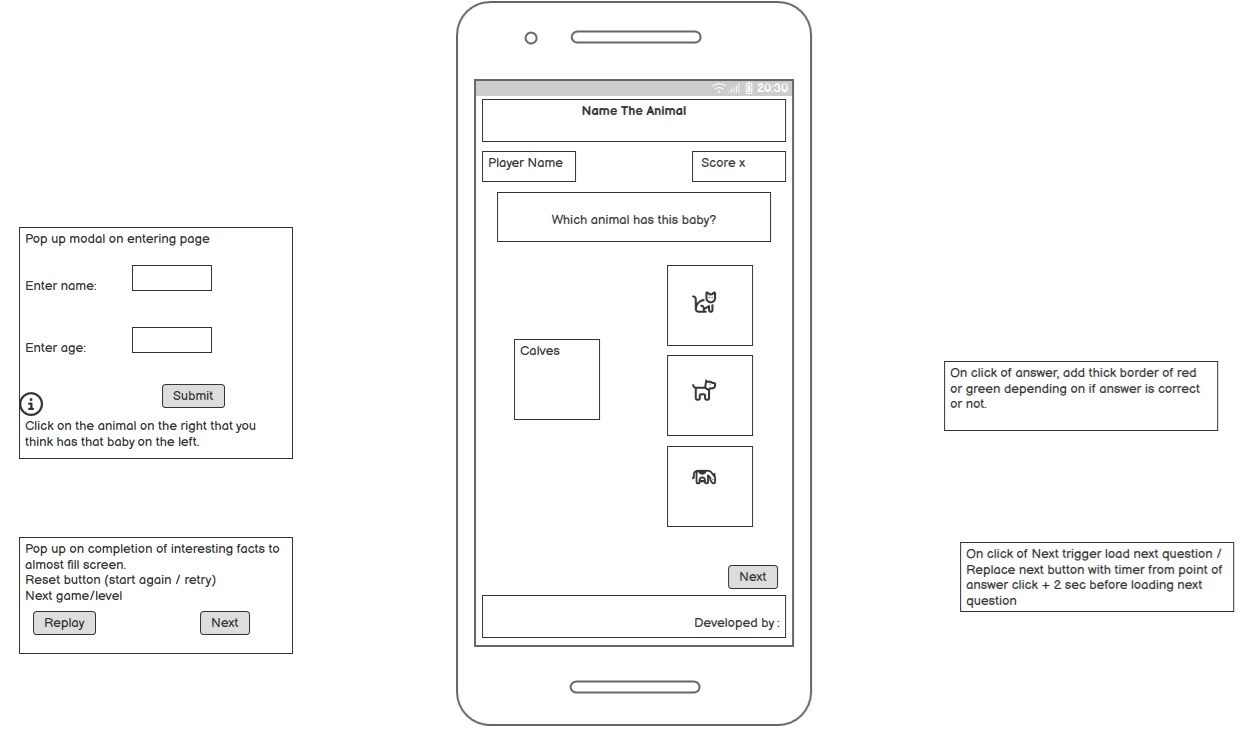 20:30
Name The Animal
Player Name
Score x
Which animal has this baby?
Calves
Next
Developed by :
Pop up modal on entering page
Enter name:
Enter age:
Submit
Click on the animal on the right that you
think has that baby on the left.
Pop up on completion of interesting facts to
almost fill screen.
Reset button (start again / retry)
Next game/level
Replay
Next
On click of answer, add thick border of red
or green depending on if answer is correct
or not.
On click of Next trigger load next question /
Replace next button with timer from point of
answer click + 2 sec before loading next
question